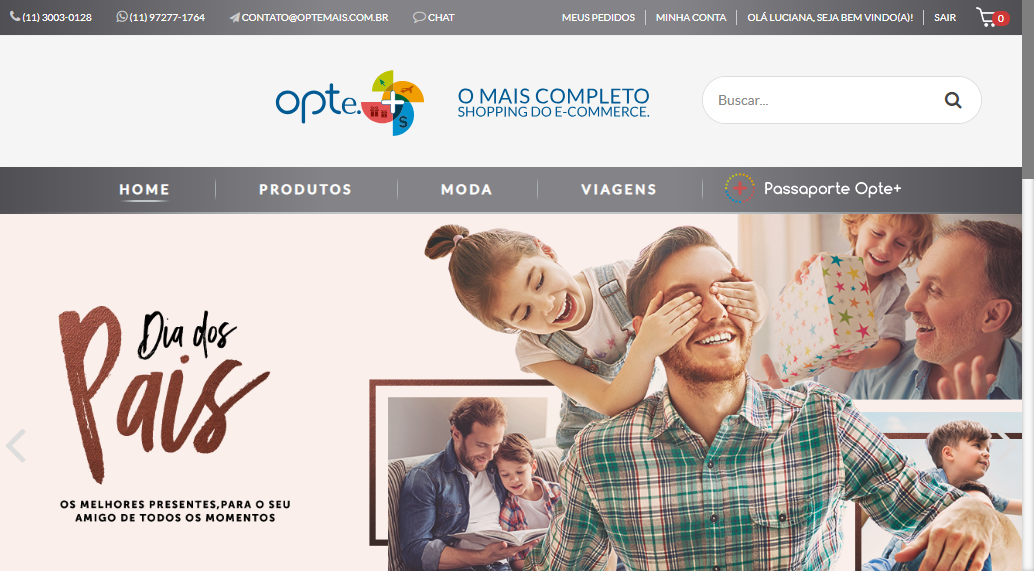 (11) 3003-0128 (11) 97277-1764 CONTATO@OPTEMAIS.COM.BR CHAT MEUS PEDIDOS MINHA CONTA OLÁ LUCIANA, SEJA BEM VINDO(A)! SAIR 0
opte.+ $
O MAIS COMPLETO
SHOPPING DO E-COMMERCE.
Buscar...
HOME PRODUTOS MODA VIAGENS Passaporte Opte+
Dia dos
Pais
OS MELHORES PRESENTES,PARA O SEU
AMIGO DE TODOS OS MOMENTOS